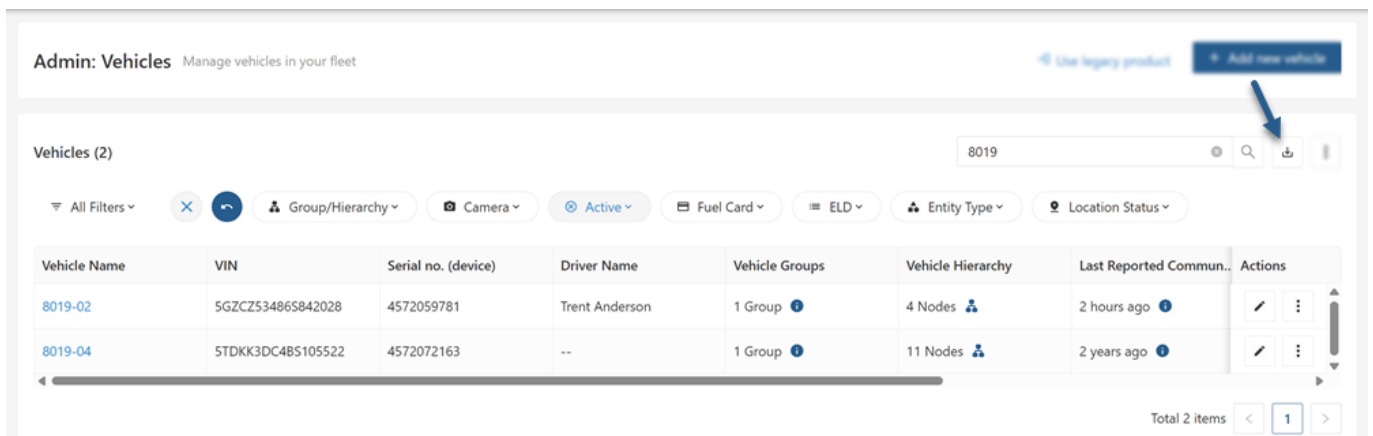 Admin: Vehicles Manage vehicles in your fleet Use legacy product + Add new vehicle
Vehicles (2) 8019
All Filters Group/Hierarchy Camera Active Fuel Card ELD Entity Type Location Status
Vehicle Name VIN Serial no. (device) Driver Name Vehicle Groups Vehicle Hierarchy Last Reported Commun.. Actions
8019-02 5GZCZ53486S842028 4572059781 Trent Anderson 1 Group 4 Nodes 2 hours ago
8019-04 5TDKK3DC4BS105522 4572072163 -- 1 Group 11 Nodes 2 years ago
Total 2 items < 1 >